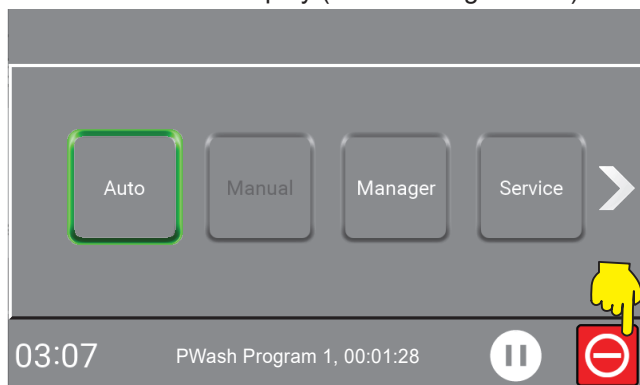 Auto
Manual
Manager
Service
03:07 PWash Program 1, 00:01:28